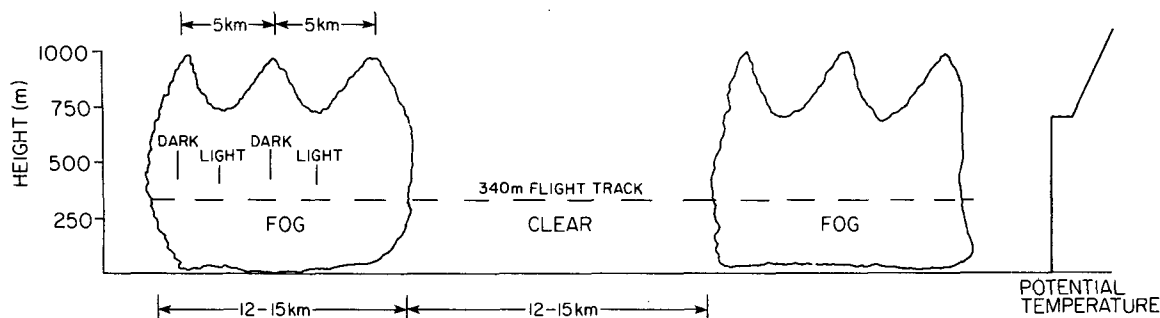 5km 5km
1000
750
500
250
HEIGHT (m)
DARK DARK
LIGHT LIGHT
340m FLIGHT TRACK
FOG CLEAR FOG
12-15km 12-15km
POTENTIAL
TEMPERATURE